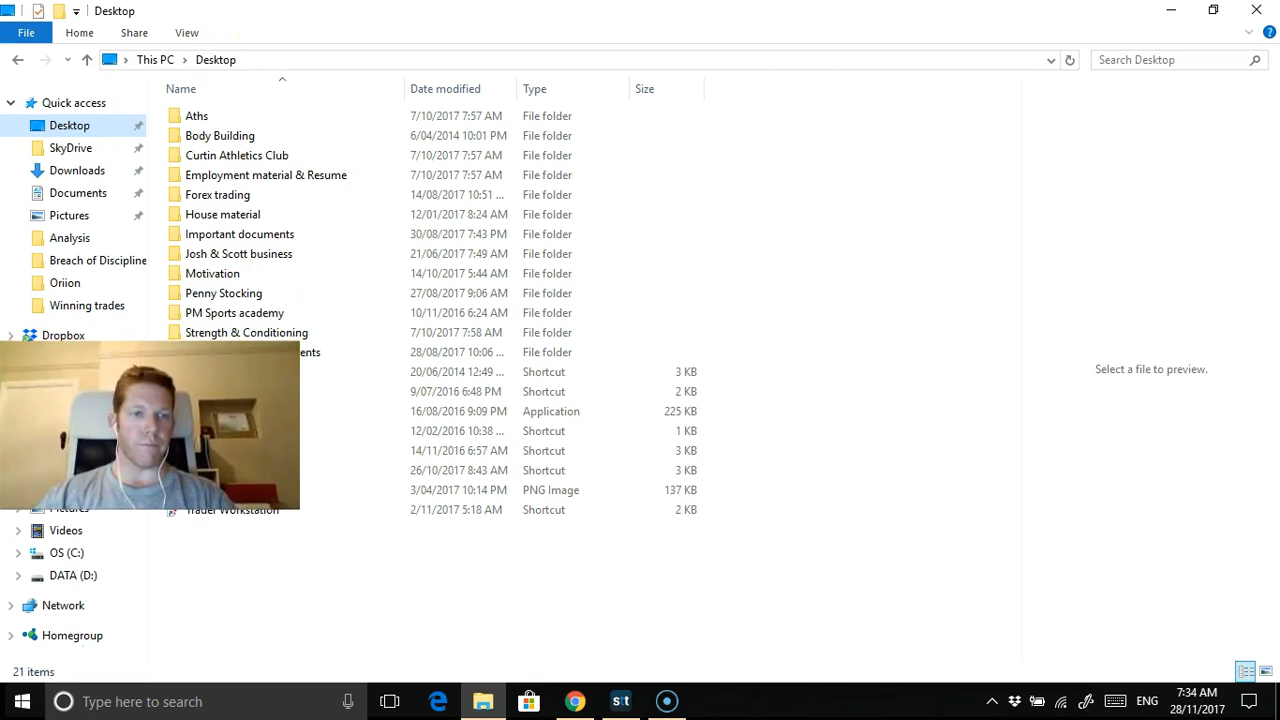 Desktop
File Home Share View
This PC > Desktop Search Desktop
Name Date modified Type Size
Quick access
Desktop
SkyDrive
Downloads
Documents
Pictures
Analysis
Breach of Discipline
Oriion
Winning trades
Dropbox
Videos
OS (C:)
DATA (D:)
Network
Homegroup
Aths 7/10/2017 7:57 AM File folder
Body Building 6/04/2014 10:01 PM File folder
Curtin Athletics Club 7/10/2017 7:57 AM File folder
Employment material & Resume 7/10/2017 7:57 AM File folder
Forex trading 14/08/2017 10:51 ... File folder
House material 12/01/2017 8:24 AM File folder
Important documents 30/08/2017 7:43 PM File folder
Josh & Scott business 21/06/2017 7:49 AM File folder
Motivation 14/10/2017 5:44 AM File folder
Penny Stocking 27/08/2017 9:06 AM File folder
PM Sports academy 10/11/2016 6:24 AM File folder
Strength & Conditioning 7/10/2017 7:58 AM File folder
ents 28/08/2017 10:06 ... File folder
20/06/2014 12:49 ... Shortcut 3 KB
9/07/2016 6:48 PM Shortcut 2 KB
16/08/2016 9:09 PM Application 225 KB
12/02/2016 10:38 ... Shortcut 1 KB
14/11/2016 6:57 AM Shortcut 3 KB
26/10/2017 8:43 AM Shortcut 3 KB
3/04/2017 10:14 PM PNG Image 137 KB
Trader Workstation 2/11/2017 5:18 AM Shortcut 2 KB
Select a file to preview.
21 items
Type here to search
st
ENG
7:34 AM
28/11/2017